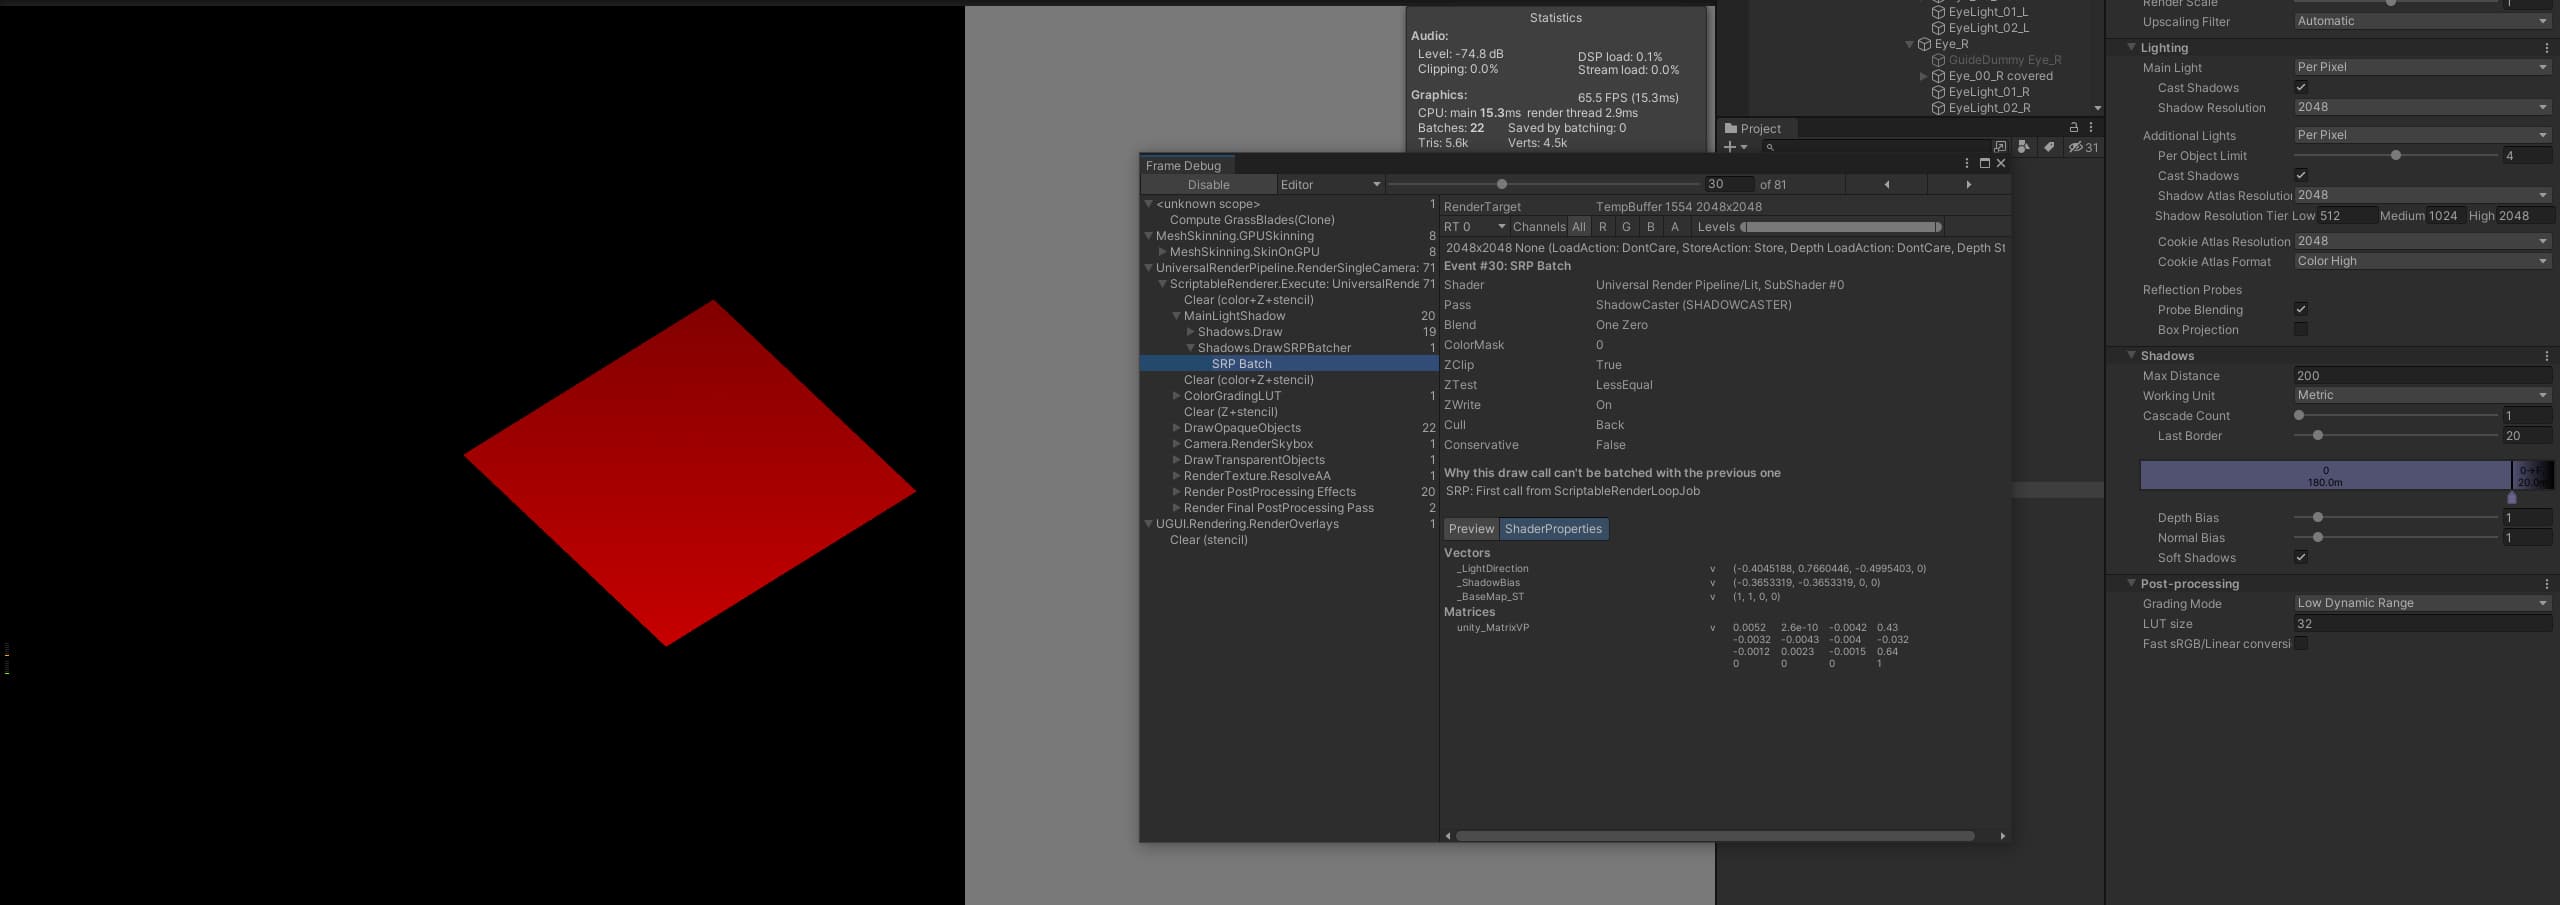 Statistics
Audio:
Level: -74.8 dB
DSP load: 0.1%
Clipping: 0.0%
Stream load: 0.0%
Graphics:
65.5 FPS (15.3ms)
CPU: main 15.3ms render thread 2.9ms
Batches: 22 Saved by batching: 0
Tris: 5.6k Verts: 4.5k
EyeLight_01_L
EyeLight_02_L
Eye_R
GuideDummy Eye_R
Eye_00_R covered
EyeLight_01_R
EyeLight_02_R
Project
31
Frame Debug
Disable
Editor
30 of 81
<unknown scope> 1
Compute GrassBlades(Clone)
MeshSkinning.GPUSkinning 8
MeshSkinning.SkinOnGPU 8
UniversalRenderPipeline.RenderSingleCamera: 71
ScriptableRenderer.Execute: UniversalRende 71
Clear (color+Z+stencil)
MainLightShadow 20
Shadows.Draw 19
Shadows.DrawSRPBatcher 1
SRP Batch
Clear (color+Z+stencil)
ColorGradingLUT 1
Clear (Z+stencil)
DrawOpaqueObjects 22
Camera.RenderSkybox 1
DrawTransparentObjects 1
RenderTexture.ResolveAA 1
Render PostProcessing Effects 20
Render Final PostProcessing Pass 2
UGUI.Rendering.RenderOverlays 1
Clear (stencil)
RenderTarget TempBuffer 1554 2048x2048
RT 0 Channels All R G B A Levels
2048x2048 None (LoadAction: DontCare, StoreAction: Store, Depth LoadAction: DontCare, Depth St
Event #30: SRP Batch
Shader Universal Render Pipeline/Lit, SubShader #0
Pass ShadowCaster (SHADOWCASTER)
Blend One Zero
ColorMask 0
ZClip True
ZTest LessEqual
ZWrite On
Cull Back
Conservative False
Why this draw call can't be batched with the previous one
SRP: First call from ScriptableRenderLoopJob
Preview ShaderProperties
Vectors
_LightDirection v (-0.4045188, 0.7660446, -0.4995403, 0)
_ShadowBias v (-0.3653319, -0.3653319, 0, 0)
_BaseMap_ST v (1, 1, 0, 0)
Matrices
unity_MatrixVP v 0.0052 2.6e-10 -0.0042 0.43
-0.0032 -0.0043 -0.004 -0.032
-0.0012 0.0023 -0.0015 0.64
0 0 0 1
Render Scale 1
Upscaling Filter Automatic
Lighting
Main Light Per Pixel
Cast Shadows
Shadow Resolution 2048
Additional Lights Per Pixel
Per Object Limit 4
Cast Shadows
Shadow Atlas Resolution 2048
Shadow Resolution Tier Low 512 Medium 1024 High 2048
Cookie Atlas Resolution 2048
Cookie Atlas Format Color High
Reflection Probes
Probe Blending
Box Projection
Shadows
Max Distance 200
Working Unit Metric
Cascade Count 1
Last Border 20
0
180.0m
Depth Bias 1
Normal Bias 1
Soft Shadows
Post-processing
Grading Mode Low Dynamic Range
LUT size 32
Fast sRGB/Linear conversi